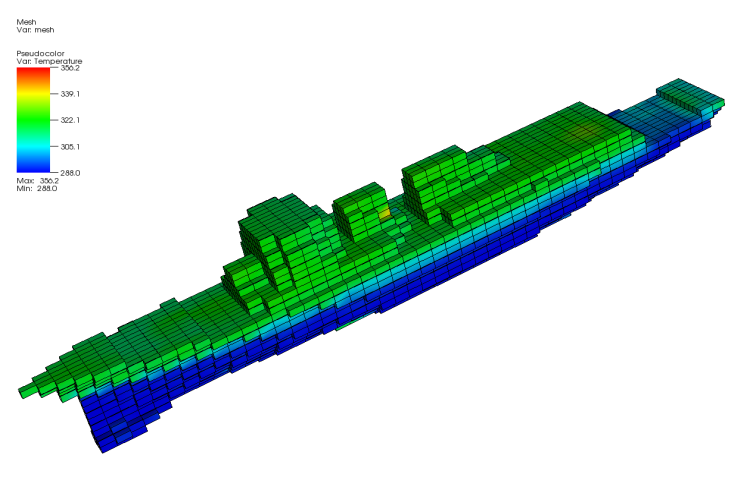 Mesh
Var: mesh
Pseudocolor
Var: Temperature
356.2
339.1
322.1
305.1
288.0
Max: 356.2
Min: 288.0